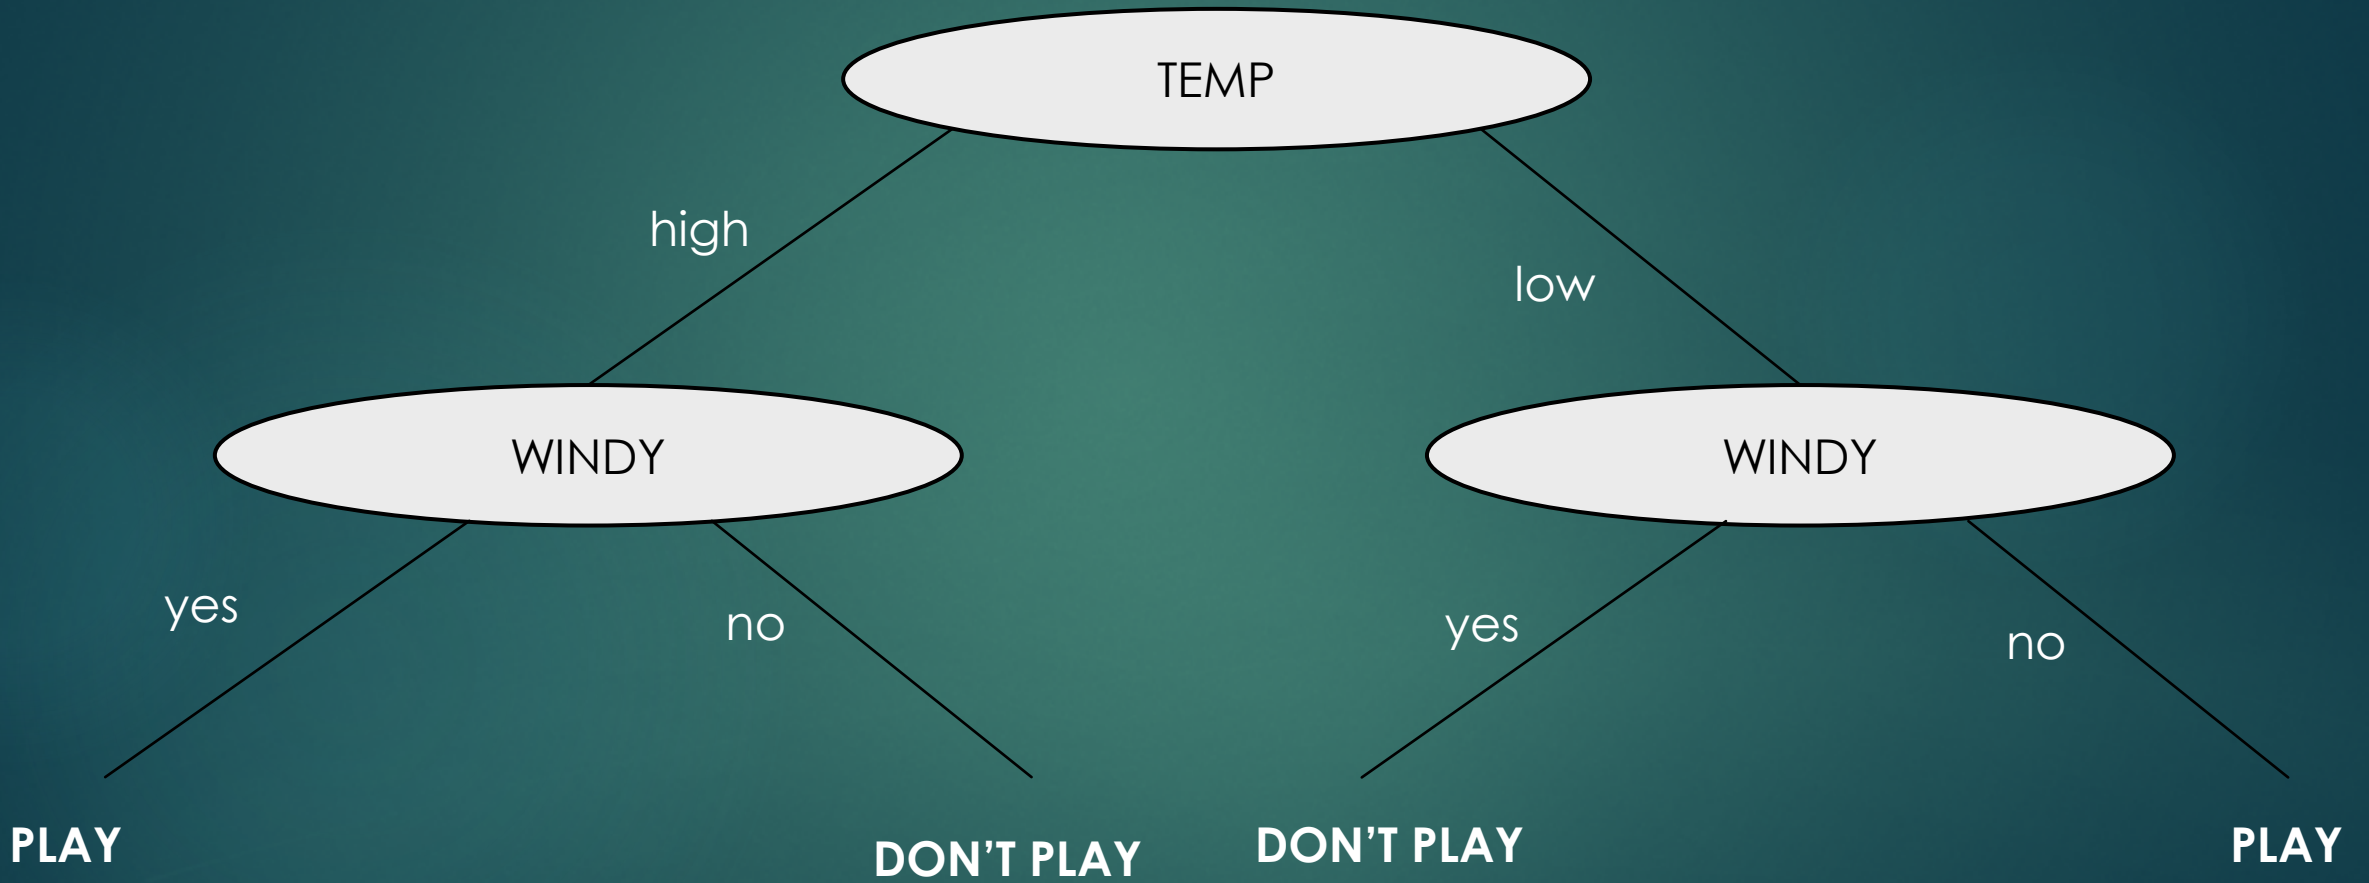 TEMP
high
low
WINDY
WINDY
yes
no
yes
no
PLAY
DON’T PLAY
DON’T PLAY
PLAY